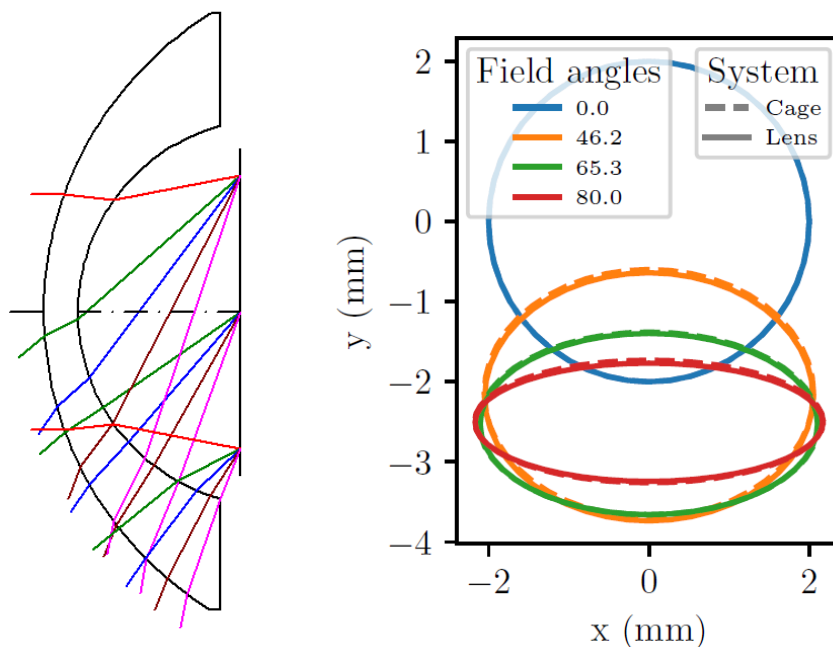 Field angles
0.0
46.2
65.3
80.0
System
Cage
Lens
2
1
0
−1
−2
−3
−4
y (mm)
−2
0
2
x (mm)